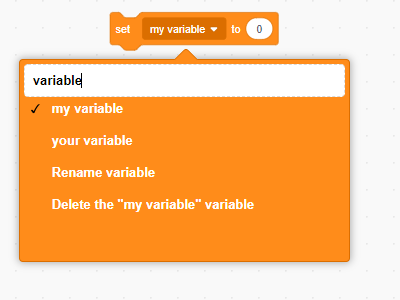 set my variable to 0
variable
my variable
your variable
Rename variable
Delete the "my variable" variable